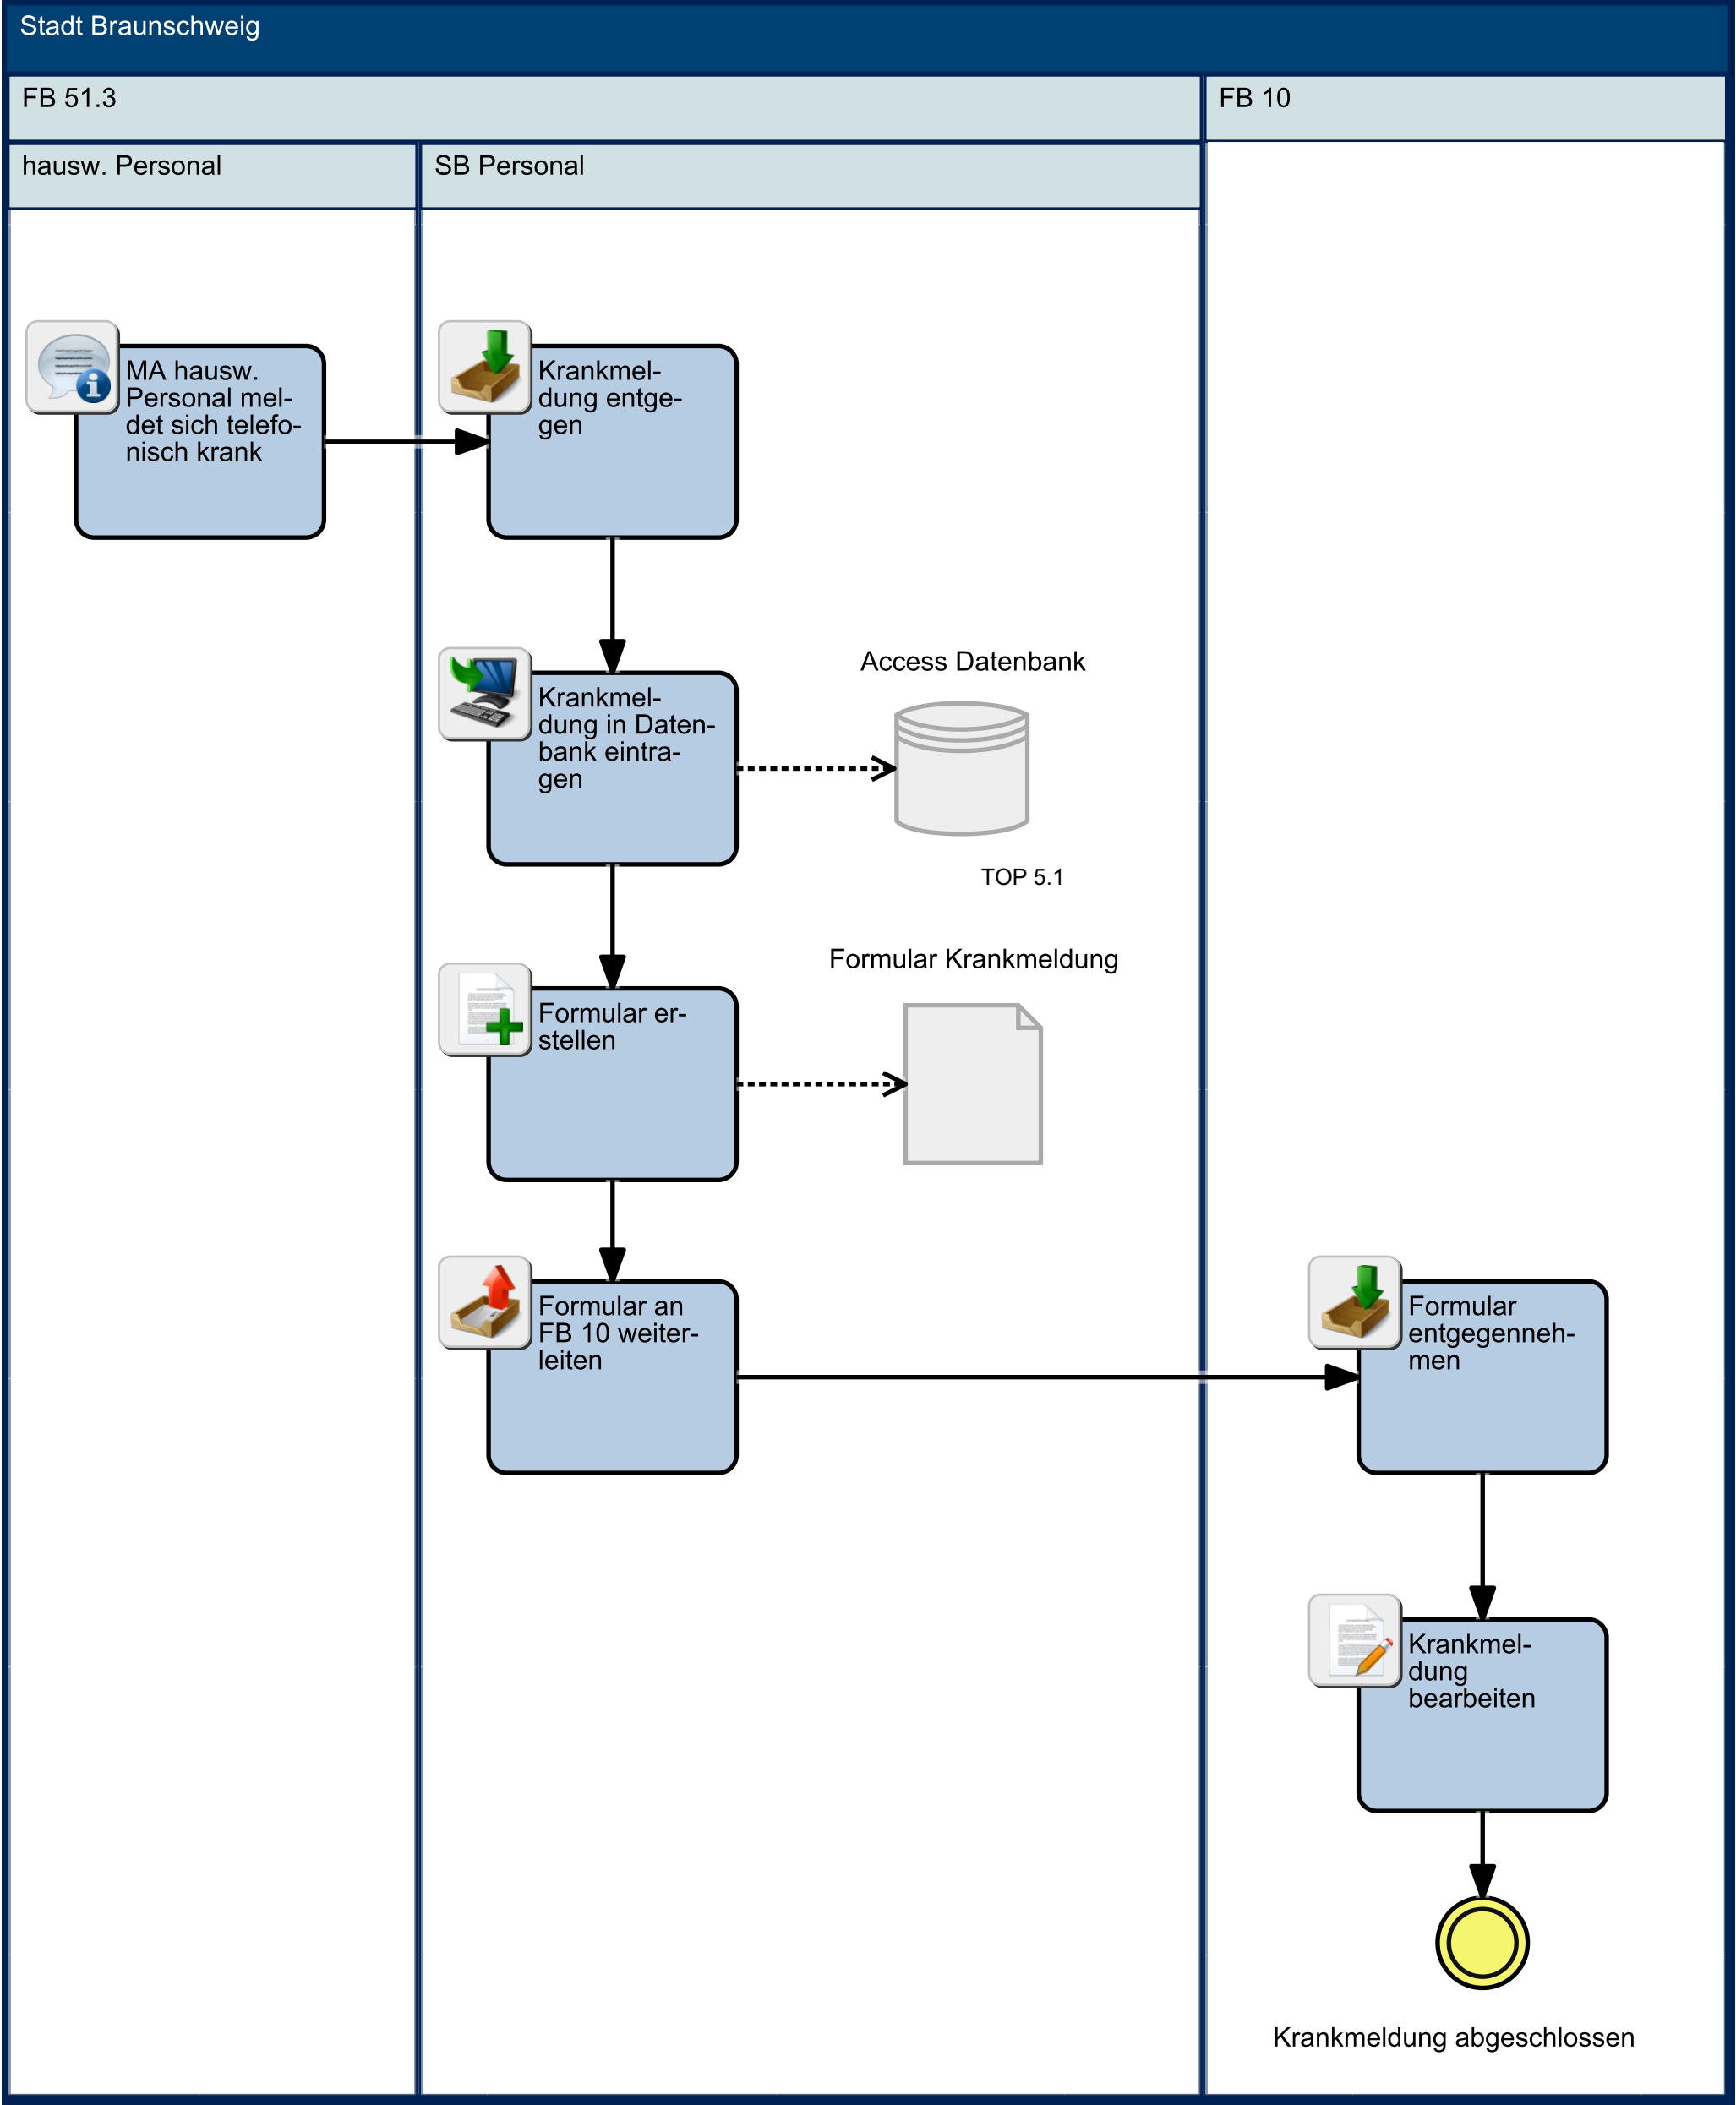 Stadt Braunschweig
FB 51.3
FB 10
hausw. Personal
SB Personal
MA hausw.
Personal mel-
det sich telefo-
nisch krank
Krankmel-
dung entge-
gen
Krankmel-
dung in Daten-
bank eintra-
gen
Access Datenbank
TOP 5.1
Formular er-
stellen
Formular Krankmeldung
Formular an
FB 10 weiter-
leiten
Formular
entgegenneh-
men
Krankmel-
dung
bearbeiten
Krankmeldung abgeschlossen